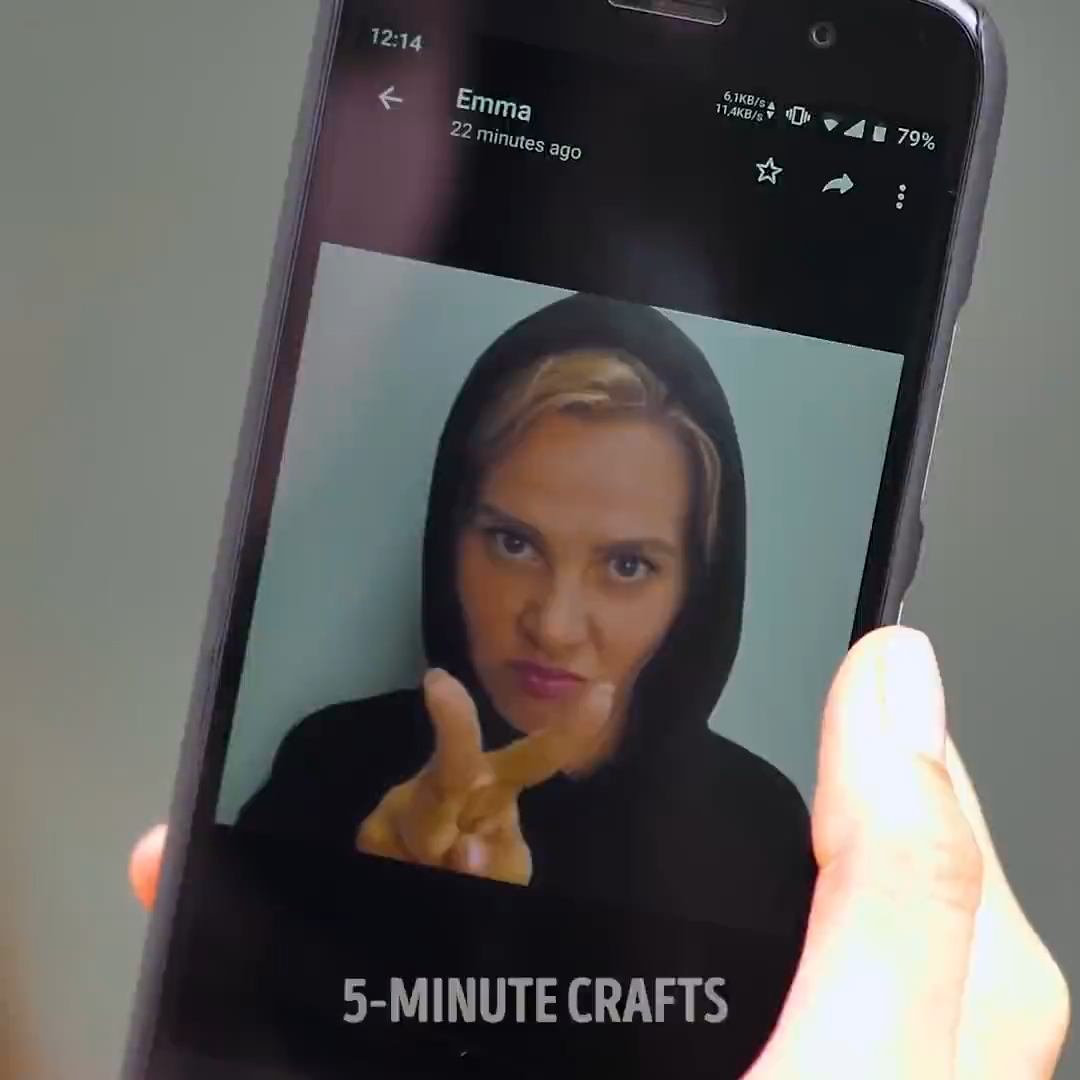 12:14
6,1KB/s
11,4KB/s
79%
Emma
22 minutes ago
5-MINUTE CRAFTS